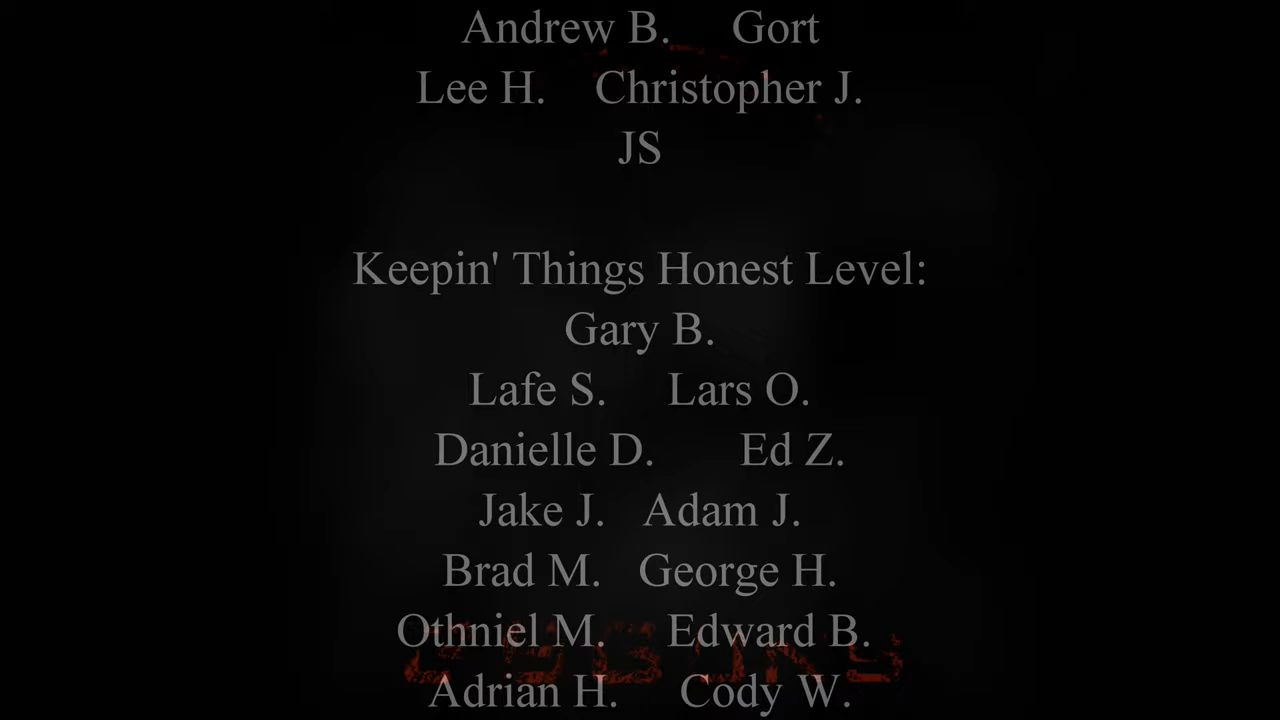 Andrew B. Gort
Lee H. Christopher J.
JS
Keepin' Things Honest Level:
Gary B.
Lafe S. Lars O.
Danielle D. Ed Z.
Jake J. Adam J.
Brad M. George H.
Othniel M. Edward B.
Adrian H. Cody W.